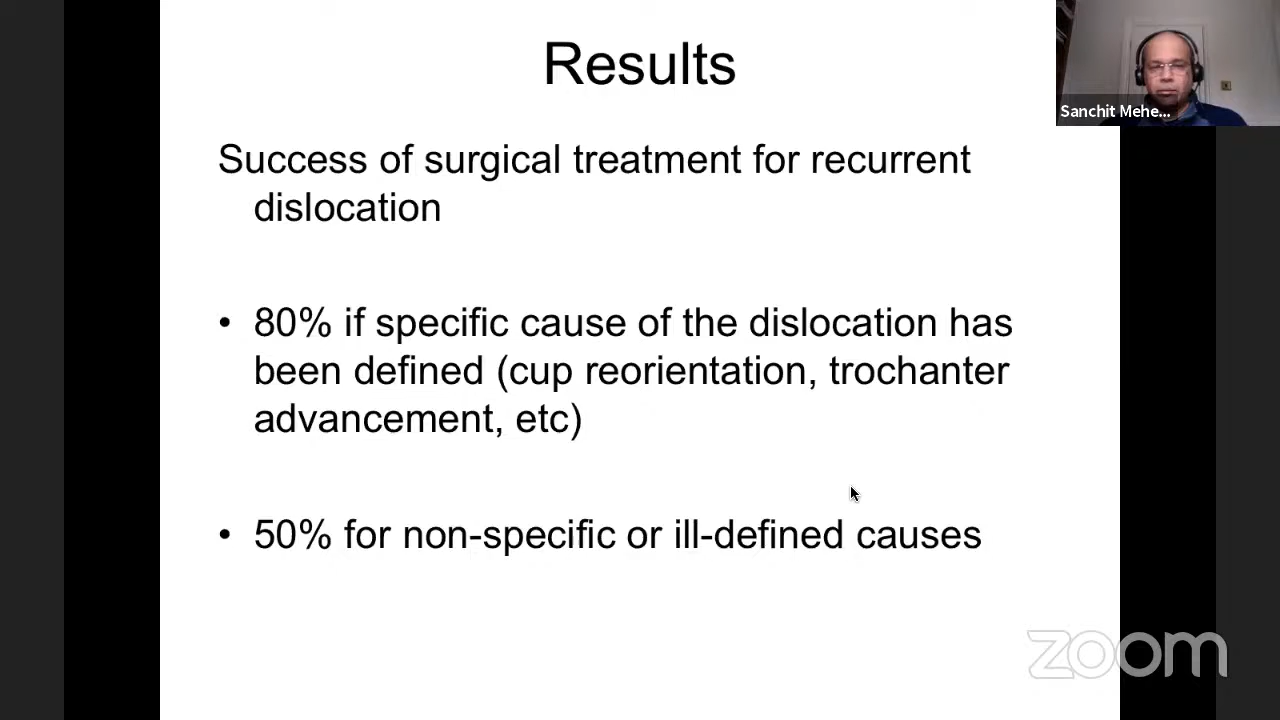 Results
Sanchit Mehe...
Success of surgical treatment for recurrent
dislocation
• 80% if specific cause of the dislocation has
been defined (cup reorientation, trochanter
advancement, etc)
• 50% for non-specific or ill-defined causes
zoom